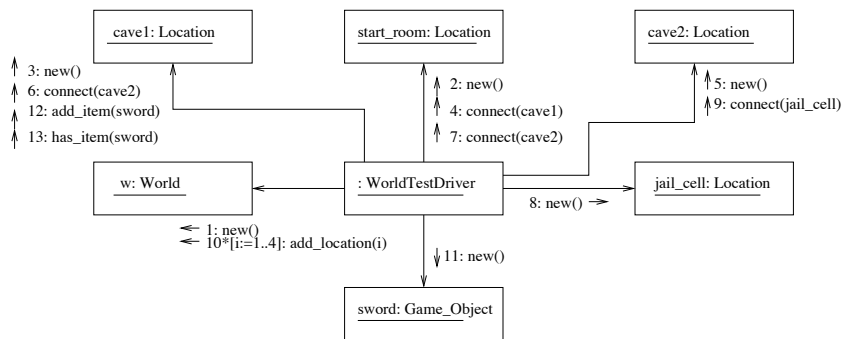 cave1: Location
start_room: Location
cave2: Location
3: new()
6: connect(cave2)
12: add_item(sword)
13: has_item(sword)
2: new()
4: connect(cave1)
7: connect(cave2)
5: new()
9: connect(jail_cell)
w: World
: WorldTestDriver
jail_cell: Location
8: new()
1: new()
10*[i:=1..4]: add_location(i)
11: new()
sword: Game_Object